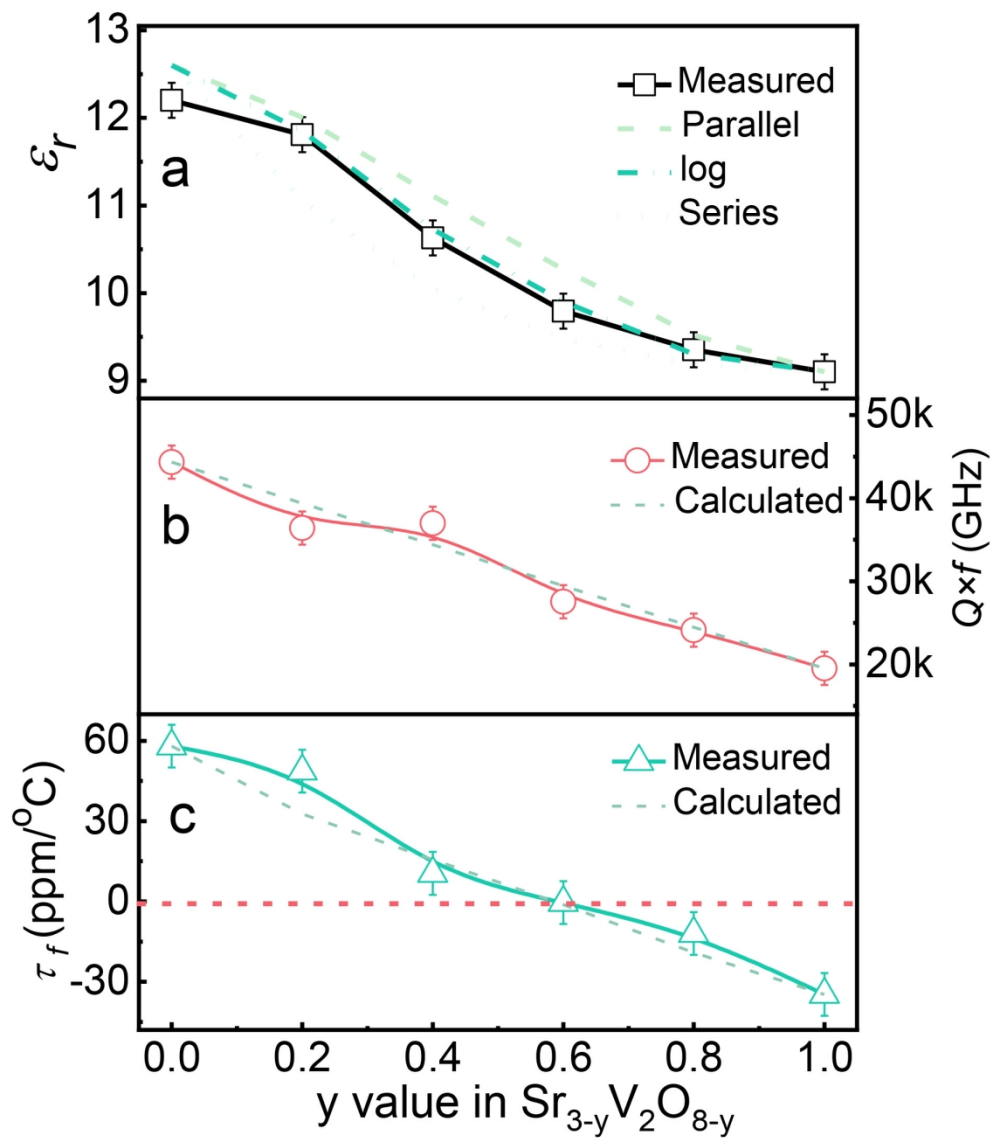 13
12
11
10
9
εr
a
Measured
Parallel
log
Series
50k
40k
30k
20k
Q×f (GHz)
b
Measured
Calculated
60
30
0
-30
τ f (ppm/°C)
c
Measured
Calculated
0.0 0.2 0.4 0.6 0.8 1.0
y value in Sr3-yV2O8-y